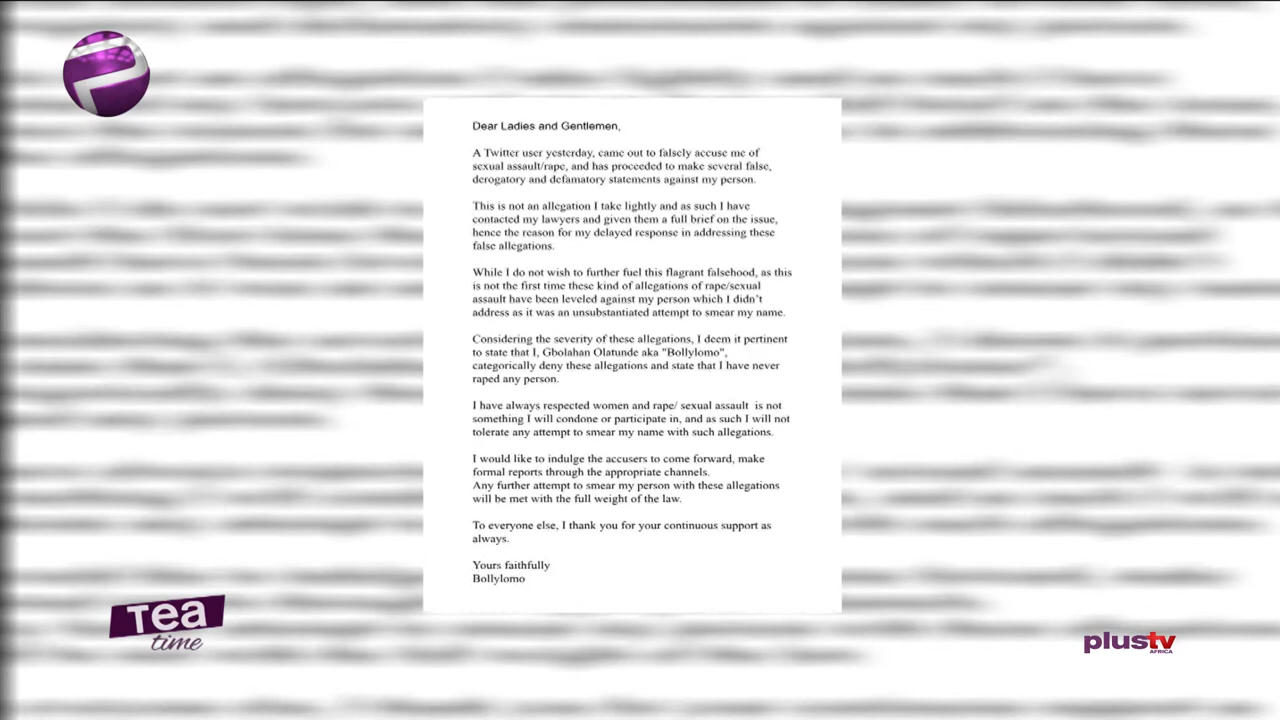 Dear Ladies and Gentlemen,
A Twitter user yesterday, came out to falsely accuse me of
sexual assault/rape, and has proceeded to make several false,
derogatory and defamatory statements against my person.
This is not an allegation I take lightly and as such I have
contacted my lawyers and given them a full brief on the issue,
hence the reason for my delayed response in addressing these
false allegations.
While I do not wish to further fuel this flagrant falsehood, as this
is not the first time these kind of allegations of rape/sexual
assault have been leveled against my person which I didn't
address as it was an unsubstantiated attempt to smear my name.
Considering the severity of these allegations, I deem it pertinent
to state that I, Gbolahan Olatunde aka "Bollylomo",
categorically deny these allegations and state that I have never
raped any person.
I have always respected women and rape/ sexual assault is not
something I will condone or participate in, and as such I will not
tolerate any attempt to smear my name with such allegations.
I would like to indulge the accusers to come forward, make
formal reports through the appropriate channels.
Any further attempt to smear my person with these allegations
will be met with the full weight of the law.
To everyone else, I thank you for your continuous support as
always.
Yours faithfully
Bollylomo
Tea
time
plustv
AFRICA